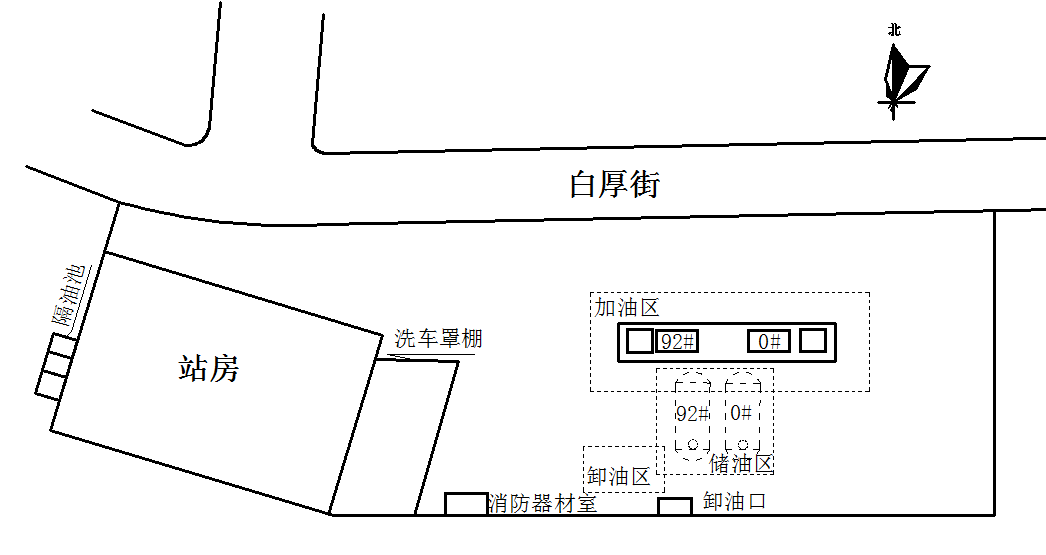 北
白厚街
加油区
92#
0#
洗车罩棚
站房
隔油池
92#
0#
储油区
卸油区
消防器材室
卸油口